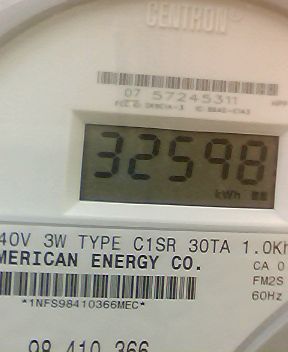 CENTRON®
07 57245311
32598
kWh
40V 3W TYPE C1SR 30TA 1.0Kh
MERICAN ENERGY CO.
CA 0
FM2S
60Hz
*1NFS98410366MEC*
98 410 366